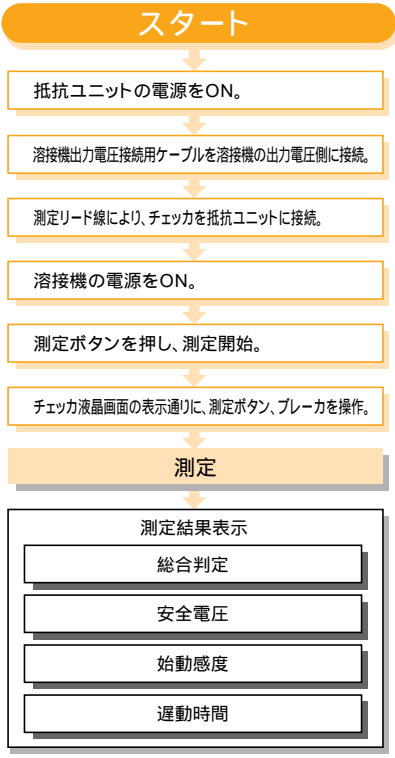 スタート
抵抗ユニットの電源をON。
溶接機出力電圧接続用ケーブルを溶接機の出力電圧側に接続。
測定リード線により、チェッカを抵抗ユニットに接続。
溶接機の電源をON。
測定ボタンを押し、測定開始。
チェッカ液晶画面の表示通りに、測定ボタン、ブレーカを操作。
測定
測定結果表示
総合判定
安全電圧
始動感度
遅動時間